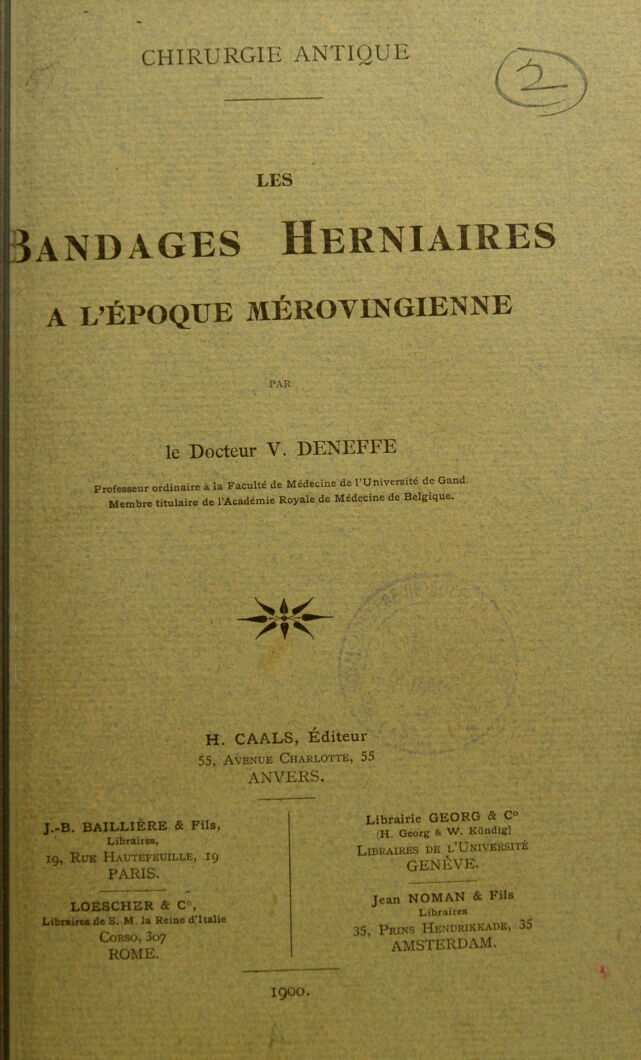 CHIRURGIE ANTIQUE
2
LES
BANDAGES HERNIAIRES
A L'ÉPOQUE MÉROVINGIENNE
PAR
le Docteur V. DENEFFE
Professeur ordinaire à la Faculté de Médecine de l'Université de Gand.
Membre titulaire de l'Académie Royale de Médecine de Belgique.
H. CAALS, Éditeur
55, AVENUE CHARLOTTE, 55
ANVERS.
J.-B. BAILLIÈRE & Fils,
Libraires,
19, RUE HAUTEFEUILLE, 19
PARIS.
LOESCHER & Cº,
Libraires de S. M. la Reine d'Italie
CORSO, 307
ROME.
Librairie GEORG & Cº
(H. Georg & W. Kündig)
LIBRAIRES DE L'UNIVERSITÉ
GENÈVE.
Jean NOMAN & Fils
Libraires
35, PRINS HENDRIKKADE, 35
AMSTERDAM.
1900.